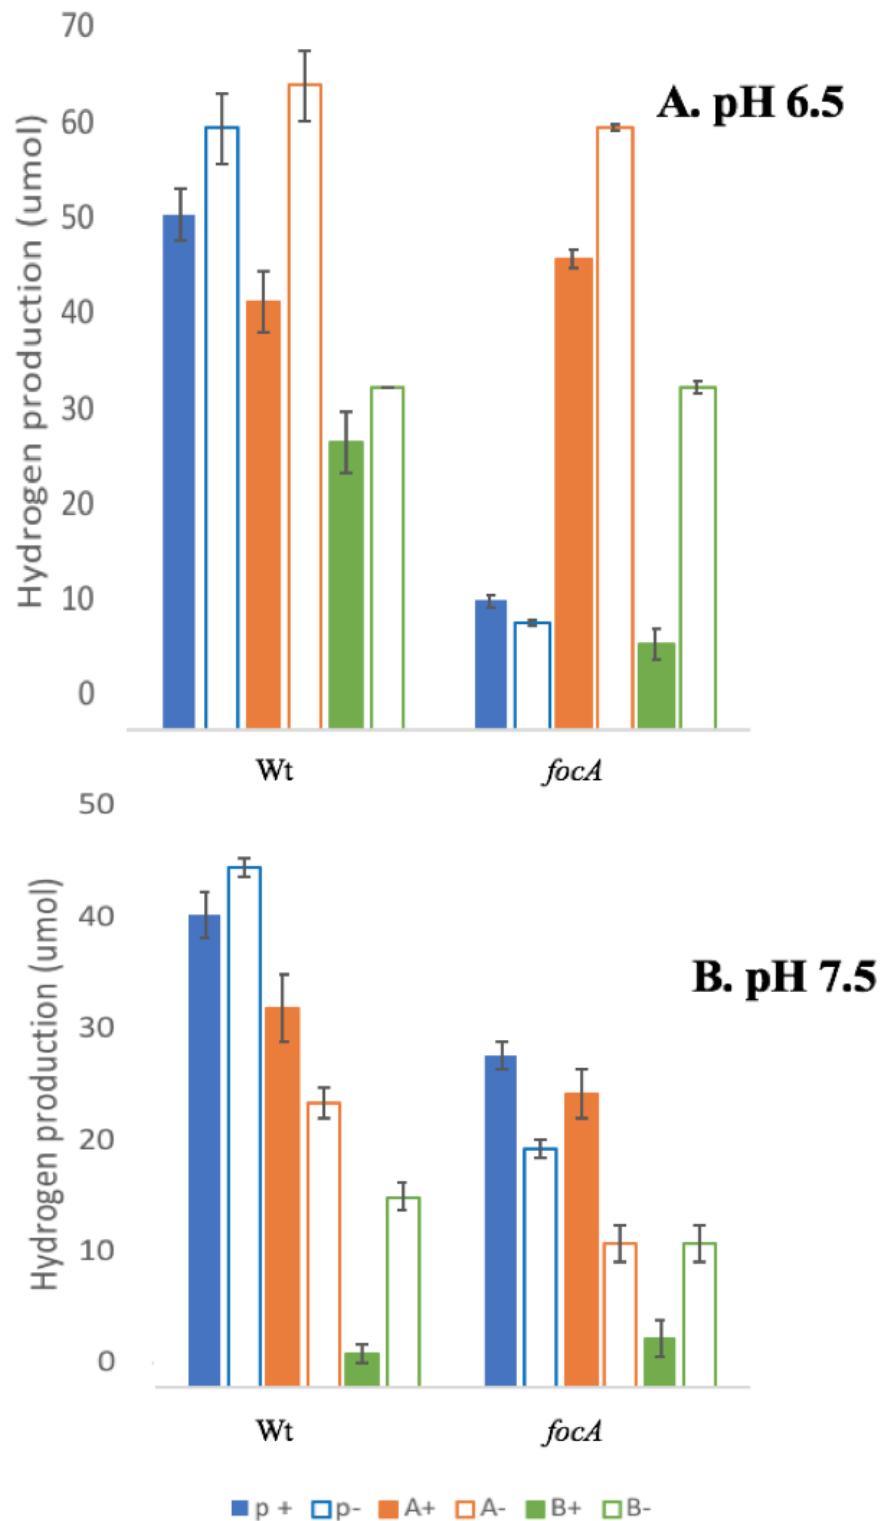 70
A. pH 6.5
60
50
40
30
20
10
0
Hydrogen production (umol)
Wt focA
50
40
B. pH 7.5
30
20
10
0
Hydrogen production (umol)
Wt focA
p + p- A+ A- B+ B-